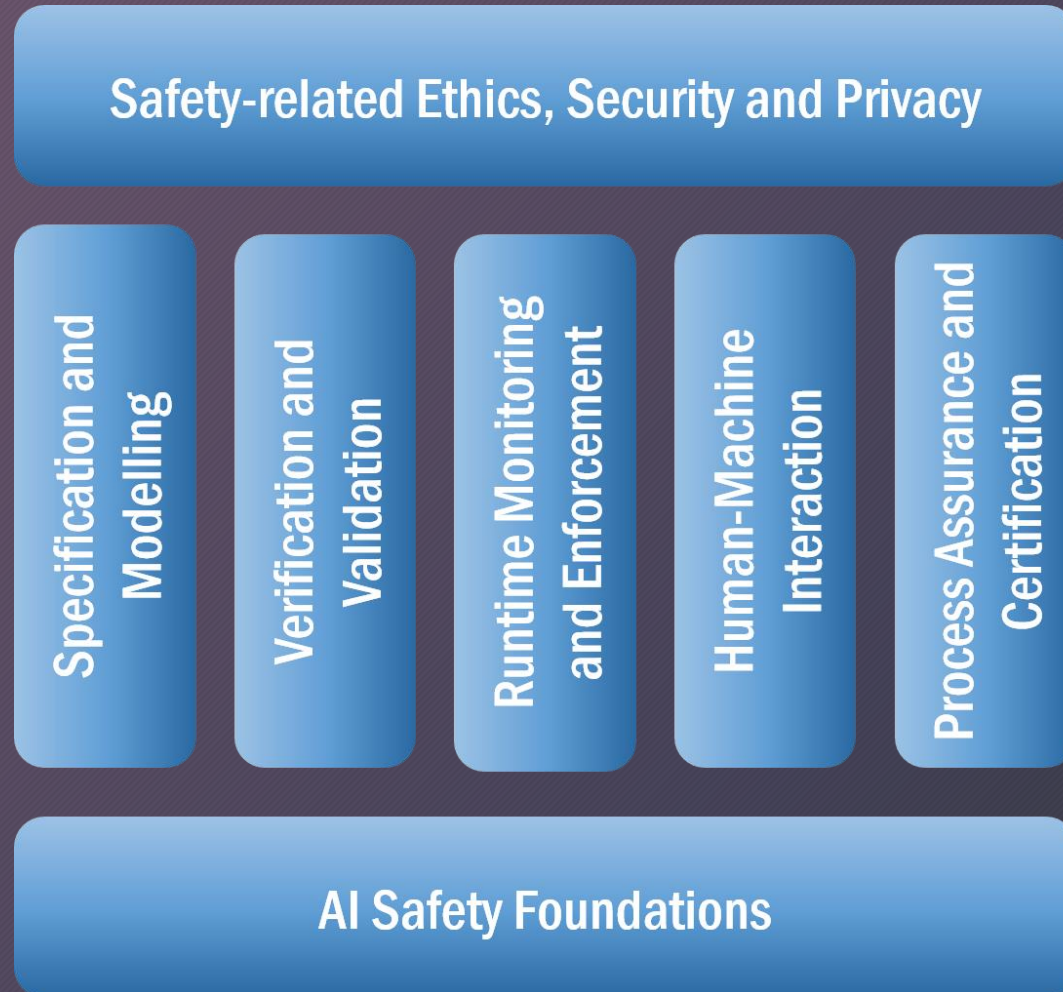 Safety-related Ethics, Security and Privacy
Specification and
Modelling
Verification and
Validation
Runtime Monitoring
and Enforcement
Human-Machine
Interaction
Process Assurance and
Certification
AI Safety Foundations